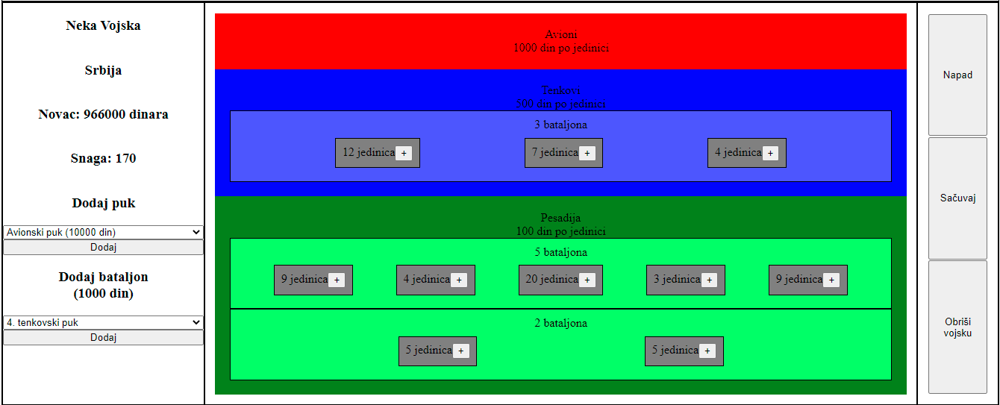 Neka Vojska
Srbija
Novac: 966000 dinara
Snaga: 170
Dodaj puk
Avionski puk (10000 din)
Dodaj
Dodaj bataljon
(1000 din)
4. tenkovski puk
Dodaj
Avioni
1000 din po jedinici
Tenkovi
500 din po jedinici
3 bataljona
12 jedinica + 7 jedinica + 4 jedinica +
Pesadija
100 din po jedinici
5 bataljona
9 jedinica + 4 jedinica + 20 jedinica + 3 jedinica + 9 jedinica +
2 bataljona
5 jedinica + 5 jedinica +
Napad
Sačuvaj
Obriši
vojsku